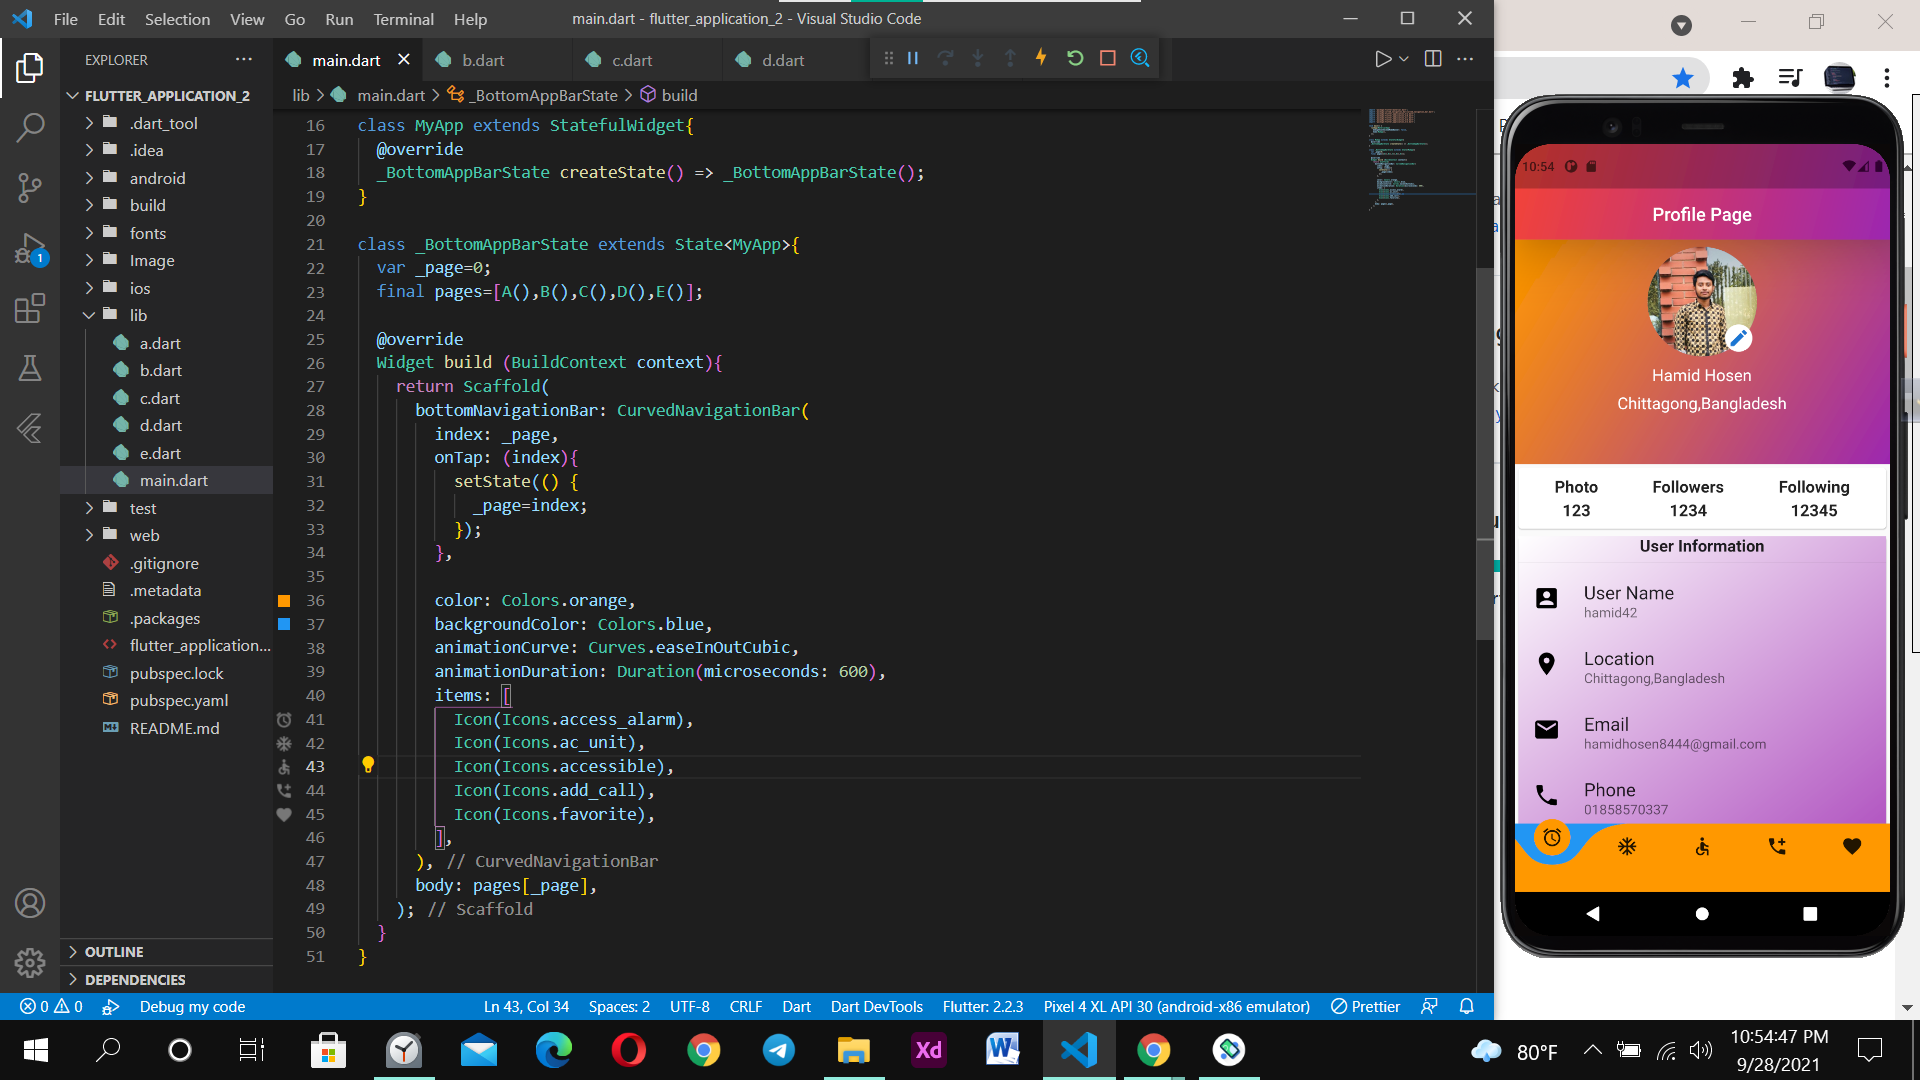 File Edit Selection View Go Run Terminal Help
main.dart - flutter_application_2 - Visual Studio Code
EXPLORER
main.dart
b.dart
c.dart
d.dart
FLUTTER_APPLICATION_2
lib > main.dart > _BottomAppBarState > build
.dart_tool
.idea
android
build
fonts
Image
ios
lib
a.dart
b.dart
c.dart
d.dart
e.dart
main.dart
test
web
.gitignore
.metadata
.packages
flutter_application...
pubspec.lock
pubspec.yaml
README.md
OUTLINE
DEPENDENCIES
16 class MyApp extends StatefulWidget{
17 @override
18 _BottomAppBarState createState() => _BottomAppBarState();
19 }
20
21 class _BottomAppBarState extends State<MyApp>{
22 var _page=0;
23 final pages=[A(),B(),C(),D(),E()];
24
25 @override
26 Widget build (BuildContext context){
27 return Scaffold(
28 bottomNavigationBar: CurvedNavigationBar(
29 index: _page,
30 onTap: (index){
31 setState(() {
32 _page=index;
33 });
34 },
35
36 color: Colors.orange,
37 backgroundColor: Colors.blue,
38 animationCurve: Curves.easeInOutCubic,
39 animationDuration: Duration(microseconds: 600),
40 items: [
41 Icon(Icons.access_alarm),
42 Icon(Icons.ac_unit),
43 Icon(Icons.accessible),
44 Icon(Icons.add_call),
45 Icon(Icons.favorite),
46 ],
47 ), // CurvedNavigationBar
48 body: pages[_page],
49 ); // Scaffold
50 }
51 }
10:54
Profile Page
Hamid Hosen
Chittagong,Bangladesh
Photo Followers Following
123 1234 12345
User Information
User Name
hamid42
Location
Chittagong,Bangladesh
Email
hamidhosen8444@gmail.com
Phone
01858570337
1
0 0 Debug my code
Ln 43, Col 34 Spaces: 2 UTF-8 CRLF Dart Dart DevTools Flutter: 2.2.3 Pixel 4 XL API 30 (android-x86 emulator) Prettier
Xd
W
80°F
10:54:47 PM
9/28/2021